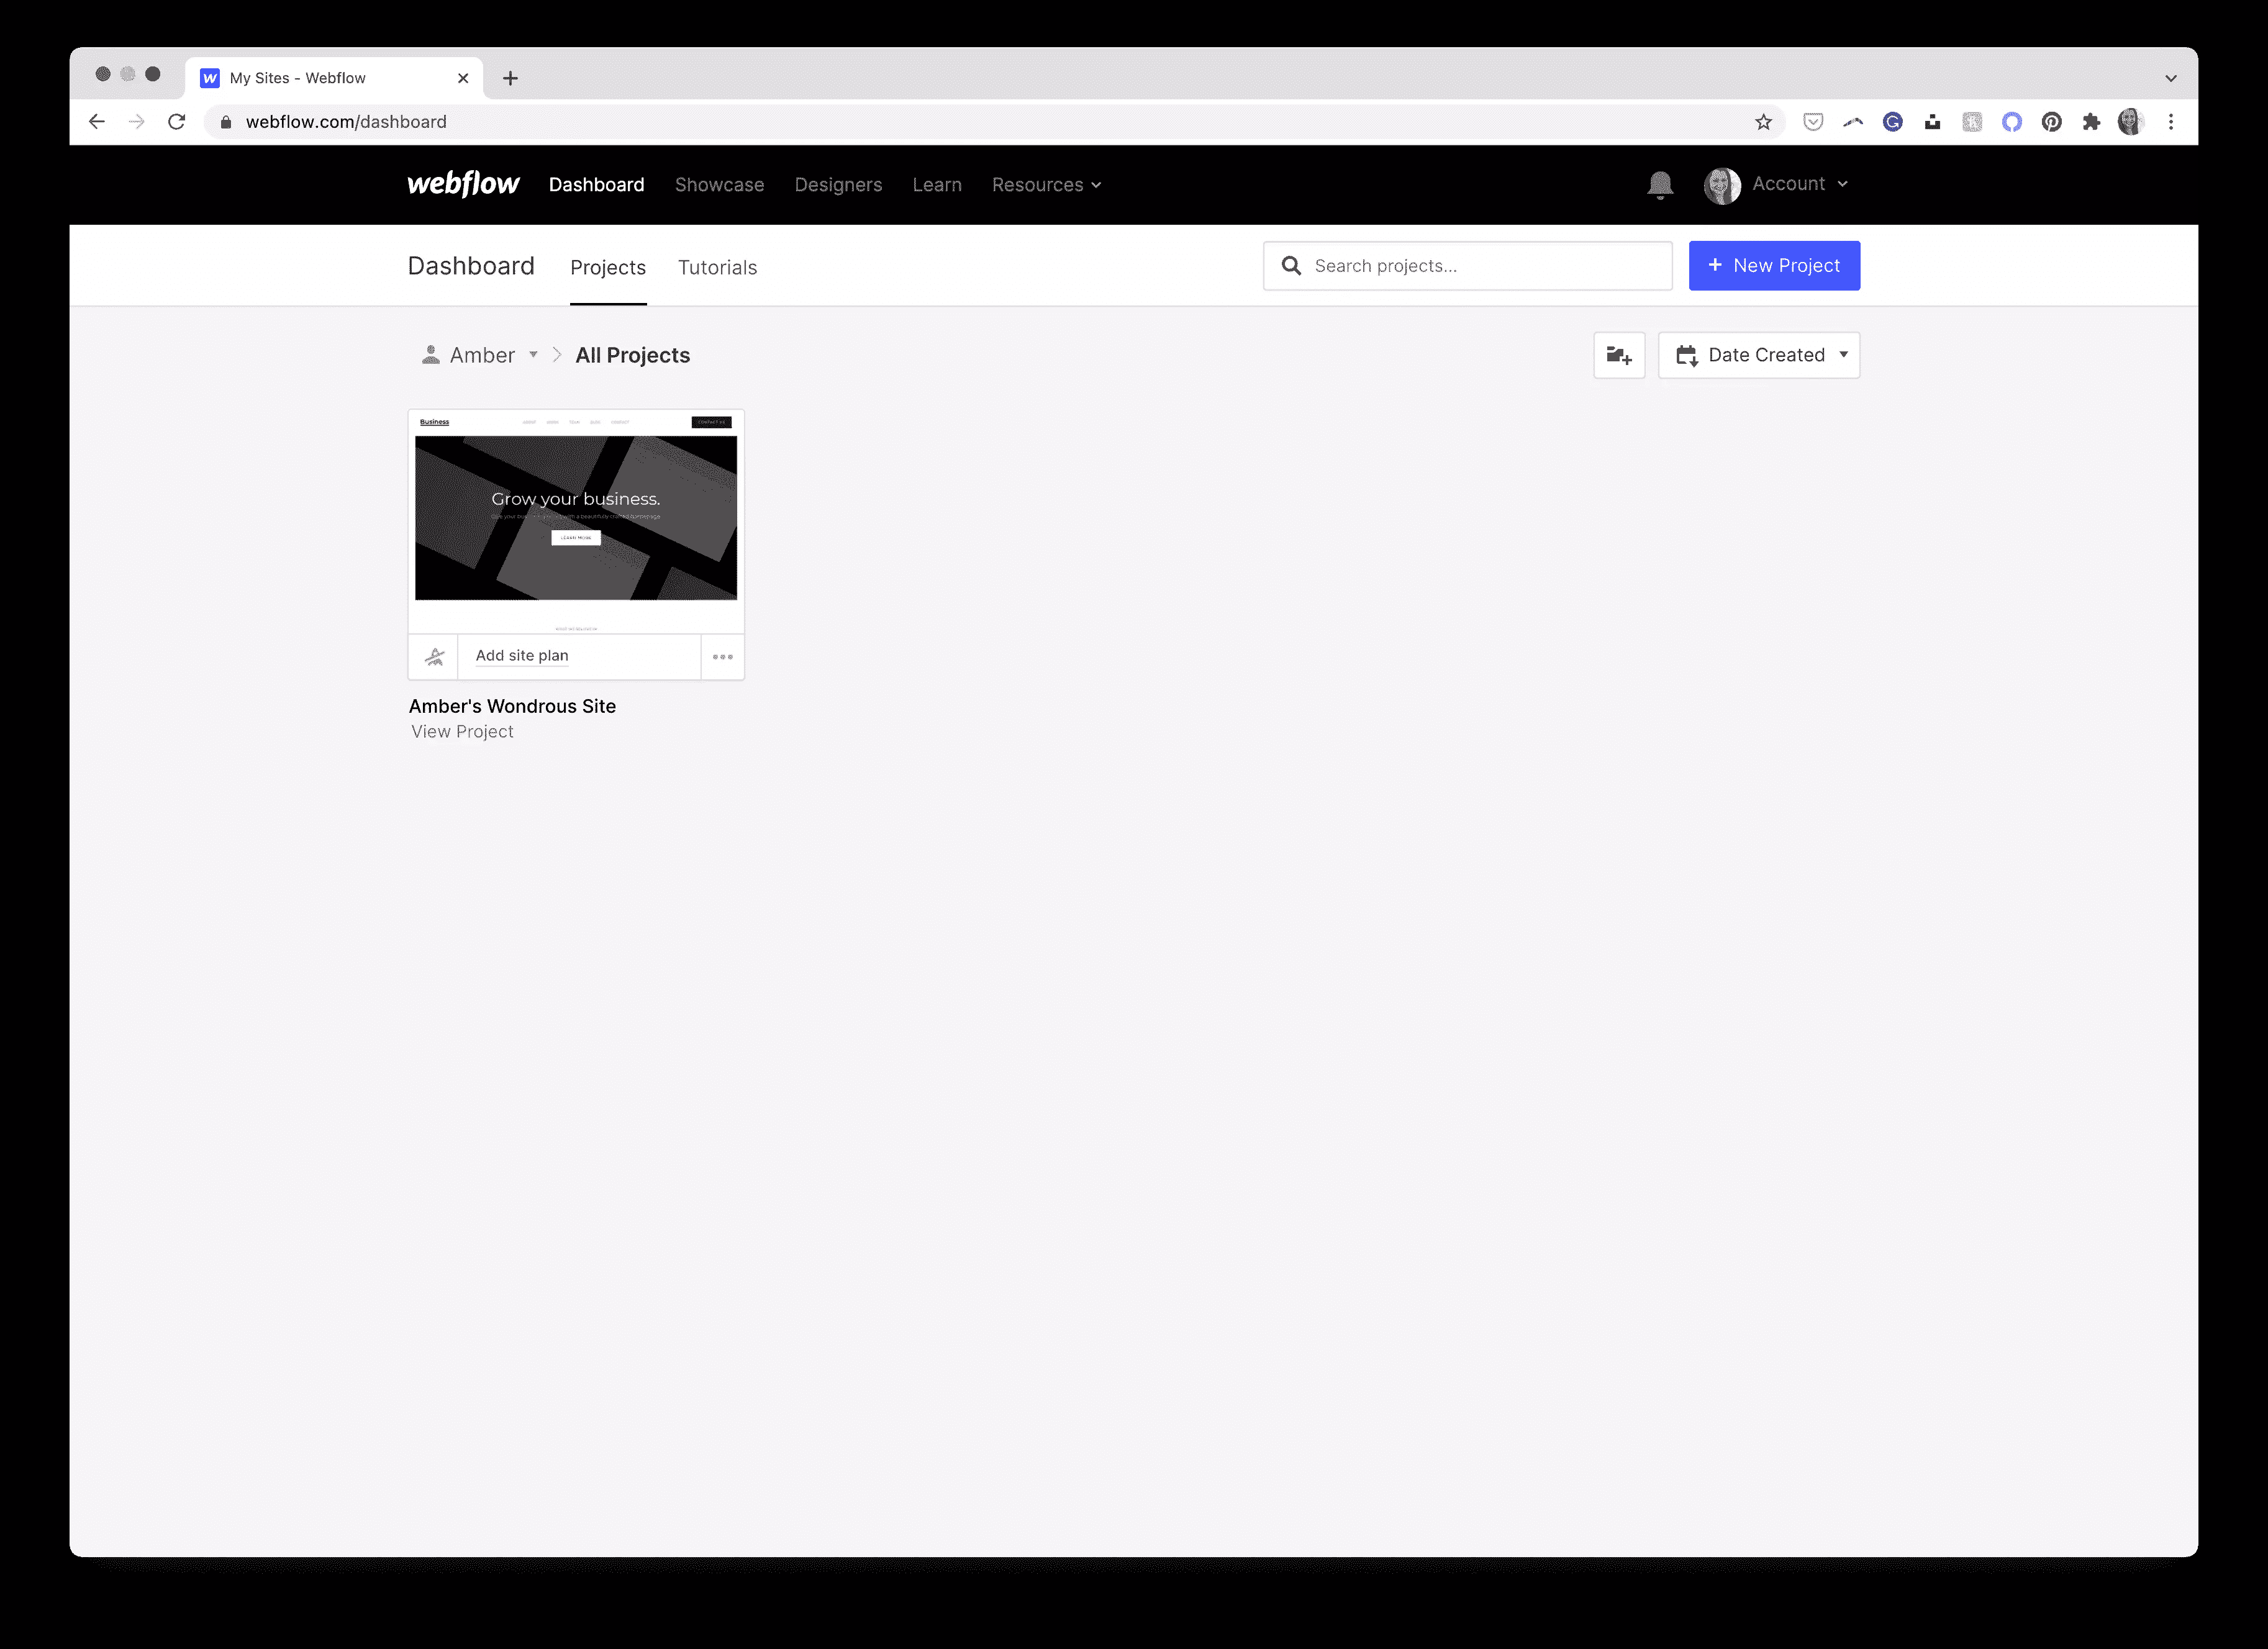 My Sites - Webflow
webflow.com/dashboard
webflow Dashboard Showcase Designers Learn Resources Account
Dashboard Projects Tutorials Search projects... + New Project
Amber All Projects Date Created
Business CONTACT US
Grow your business.
LEARN MORE
Add site plan
Amber's Wondrous Site
View Project